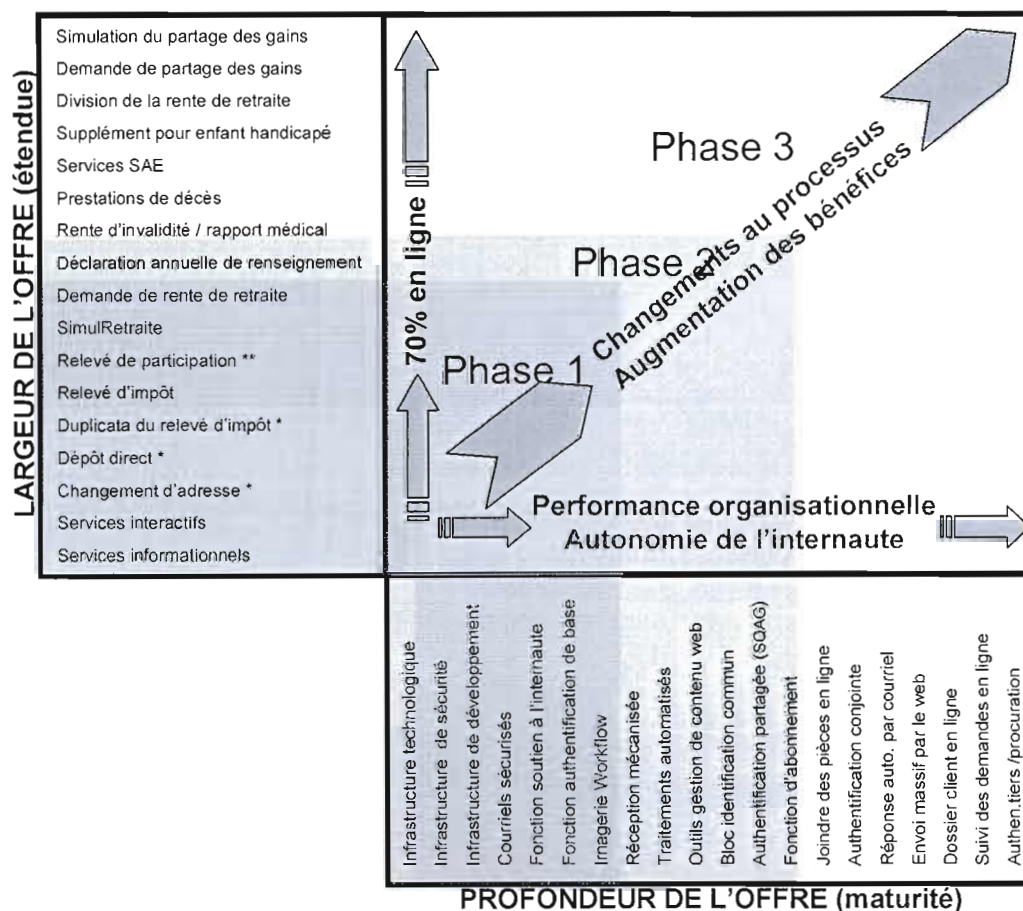 LARGEUR DE L'OFFRE (étendue)
Simulation du partage des gains
Demande de partage des gains
Division de la rente de retraite
Supplément pour enfant handicapé
Services SAE
Prestations de décès
Rente d'invalidité / rapport médical
Déclaration annuelle de renseignement
Demande de rente de retraite
SimulRetraite
Relevé de participation **
Relevé d'impôt
Duplicata du relevé d'impôt *
Dépôt direct *
Changement d'adresse *
Services interactifs
Services informationnels
70% en ligne
Phase 3
Phase 2
Phase 1
Changements au processus
Augmentation des bénéfices
Performance organisationnelle
Autonomie de l'internaute
Infrastructure technologique
Infrastructure de sécurité
Infrastructure de développement
Courriels sécurisés
Fonction soutien à l'internaute
Fonction authentification de base
Imagerie Workflow
Réception mécanisée
Traitements automatisés
Outils gestion de contenu web
Bloc identification commun
Authentification partagée (SQAG)
Fonction d'abonnement
Joindre des pièces en ligne
Authentification conjointe
Réponse auto. par courriel
Envoi massif par le web
Dossier client en ligne
Suivi des demandes en ligne
Authen.tiers /procuration
PROFONDEUR DE L'OFFRE (maturité)